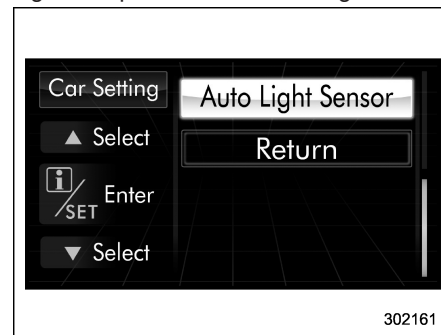 Car Setting
Auto Light Sensor
▲ Select
Return
i/SET Enter
▼ Select
302161